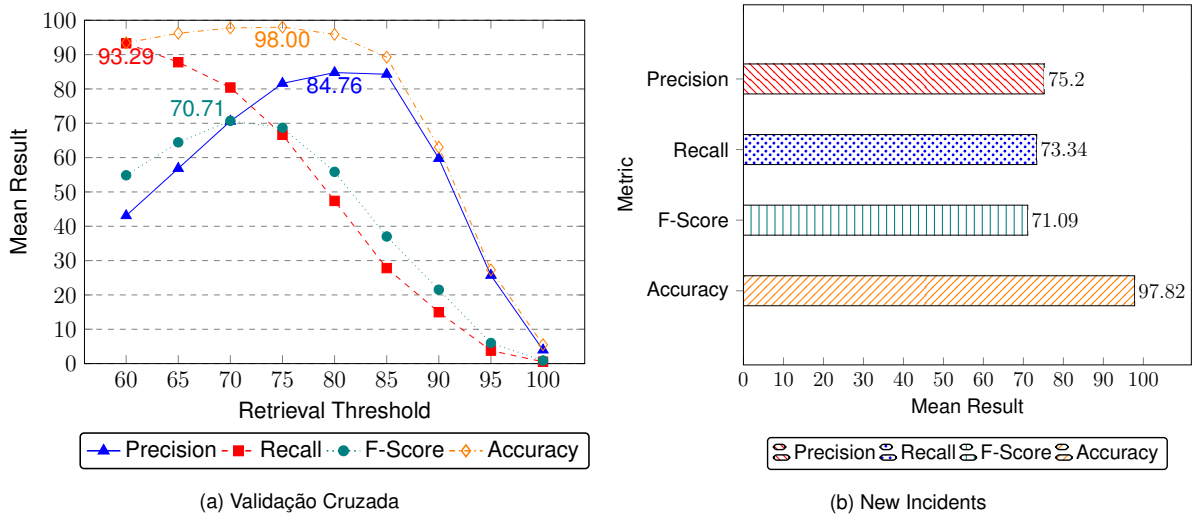 100
90
80
70
60
50
40
30
20
10
0
Mean Result
93.29
98.00
84.76
70.71
60 65 70 75 80 85 90 95 100
Retrieval Threshold
Precision Recall F-Score Accuracy
(a) Validação Cruzada
Metric
Precision 75.2
Recall 73.34
F-Score 71.09
Accuracy 97.82
0 10 20 30 40 50 60 70 80 90 100
Mean Result
Precision Recall F-Score Accuracy
(b) New Incidents